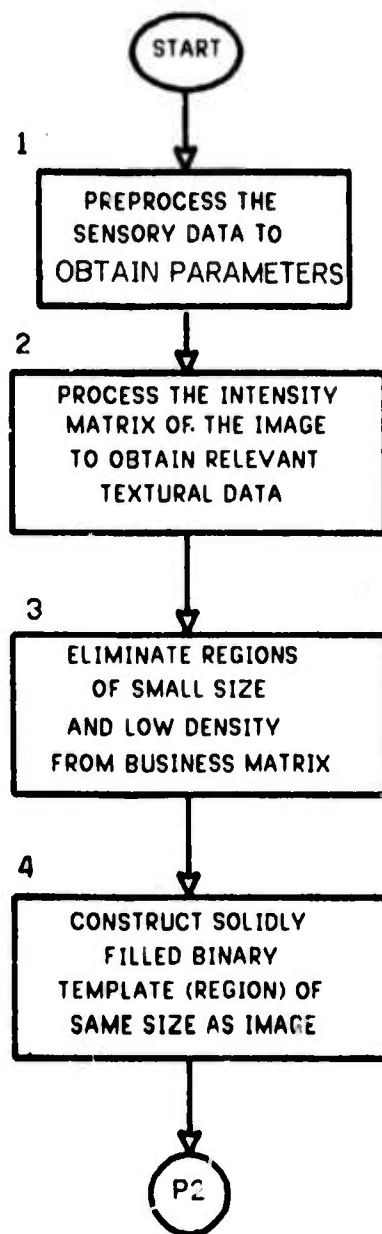 START
1
PREPROCESS THE
SENSORY DATA TO
OBTAIN PARAMETERS
2
PROCESS THE INTENSITY
MATRIX OF THE IMAGE
TO OBTAIN RELEVANT
TEXTURAL DATA
3
ELIMINATE REGIONS
OF SMALL SIZE
AND LOW DENSITY
FROM BUSINESS MATRIX
4
CONSTRUCT SOLIDLY
FILLED BINARY
TEMPLATE (REGION) OF
SAME SIZE AS IMAGE
P2